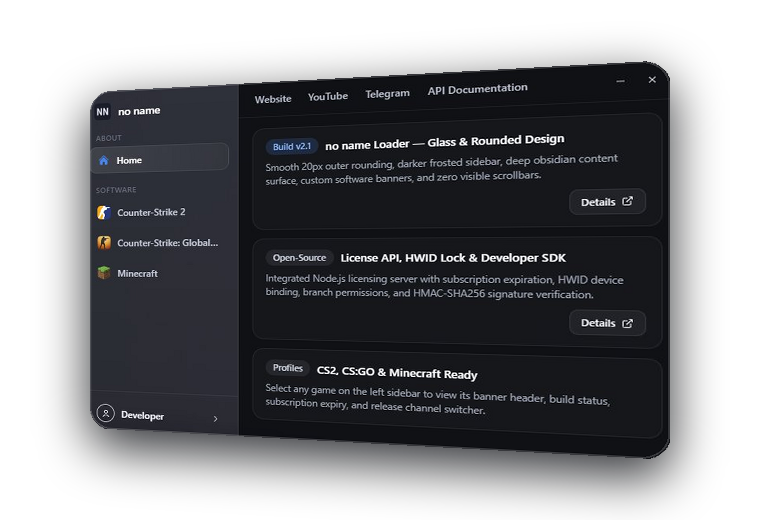 NN no name
ABOUT
Home
SOFTWARE
Counter-Strike 2
Counter-Strike: Global...
Minecraft
Developer
Website YouTube Telegram API Documentation
Build v2.1 no name Loader — Glass & Rounded Design
Smooth 20px outer rounding, darker frosted sidebar, deep obsidian content
surface, custom software banners, and zero visible scrollbars.
Details
Open-Source License API, HWID Lock & Developer SDK
Integrated Node.js licensing server with subscription expiration, HWID device
binding, branch permissions, and HMAC-SHA256 signature verification.
Details
Profiles CS2, CS:GO & Minecraft Ready
Select any game on the left sidebar to view its banner header, build status,
subscription expiry, and release channel switcher.